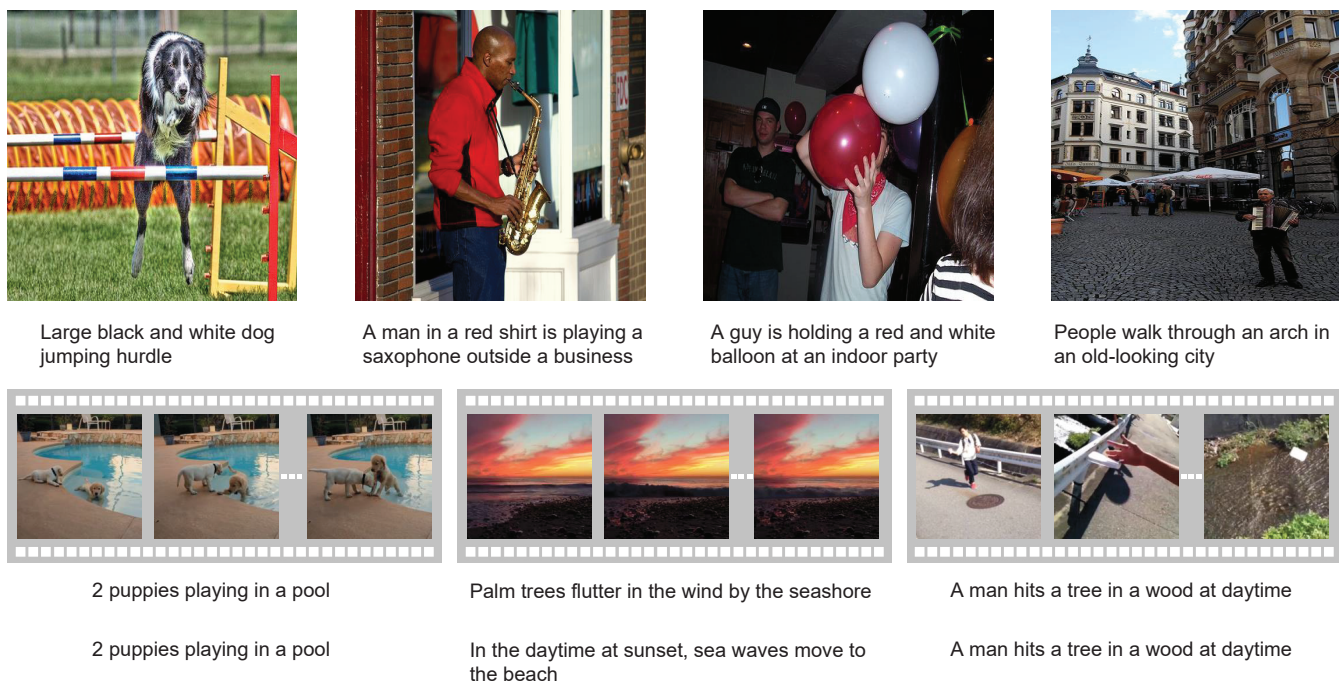 Large black and white dog
jumping hurdle
A man in a red shirt is playing a
saxophone outside a business
A guy is holding a red and white
balloon at an indoor party
People walk through an arch in
an old-looking city
2 puppies playing in a pool
Palm trees flutter in the wind by the seashore
A man hits a tree in a wood at daytime
2 puppies playing in a pool
In the daytime at sunset, sea waves move to
the beach
A man hits a tree in a wood at daytime